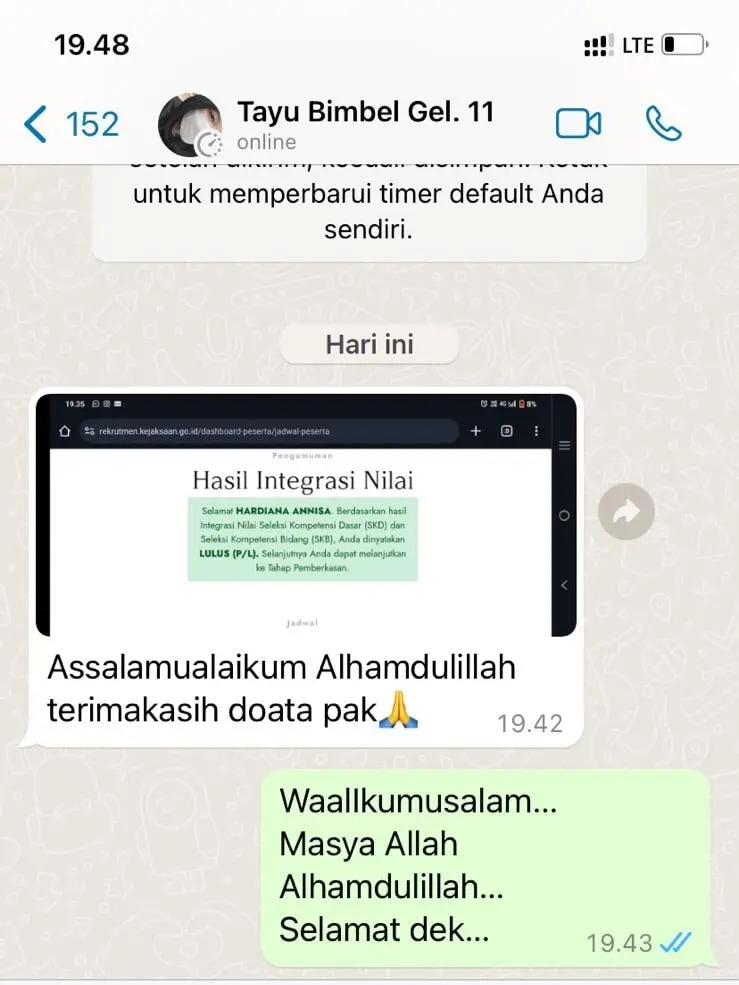 19.48
LTE
152
Tayu Bimbel Gel. 11
online
untuk memperbarui timer default Anda
sendiri.
Hari ini
19.35
4G
8%
rekrutmen.kejaksaan.go.id/dashboard-peserta/jadwal-peserta
Pengumuman
Hasil Integrasi Nilai
Selamat HARDIANA ANNISA. Berdasarkan hasil
Integrasi Nilai Seleksi Kompetensi Dasar (SKD) dan
Seleksi Kompetensi Bidang (SKB), Anda dinyatakan
LULUS (P/L). Selanjutnya Anda dapat melanjutkan
ke Tahap Pemberkasan.
Jadwal
Assalamualaikum Alhamdulillah
terimakasih doata pak🙏
19.42
Waallkumusalam...
Masya Allah
Alhamdulillah...
Selamat dek...
19.43